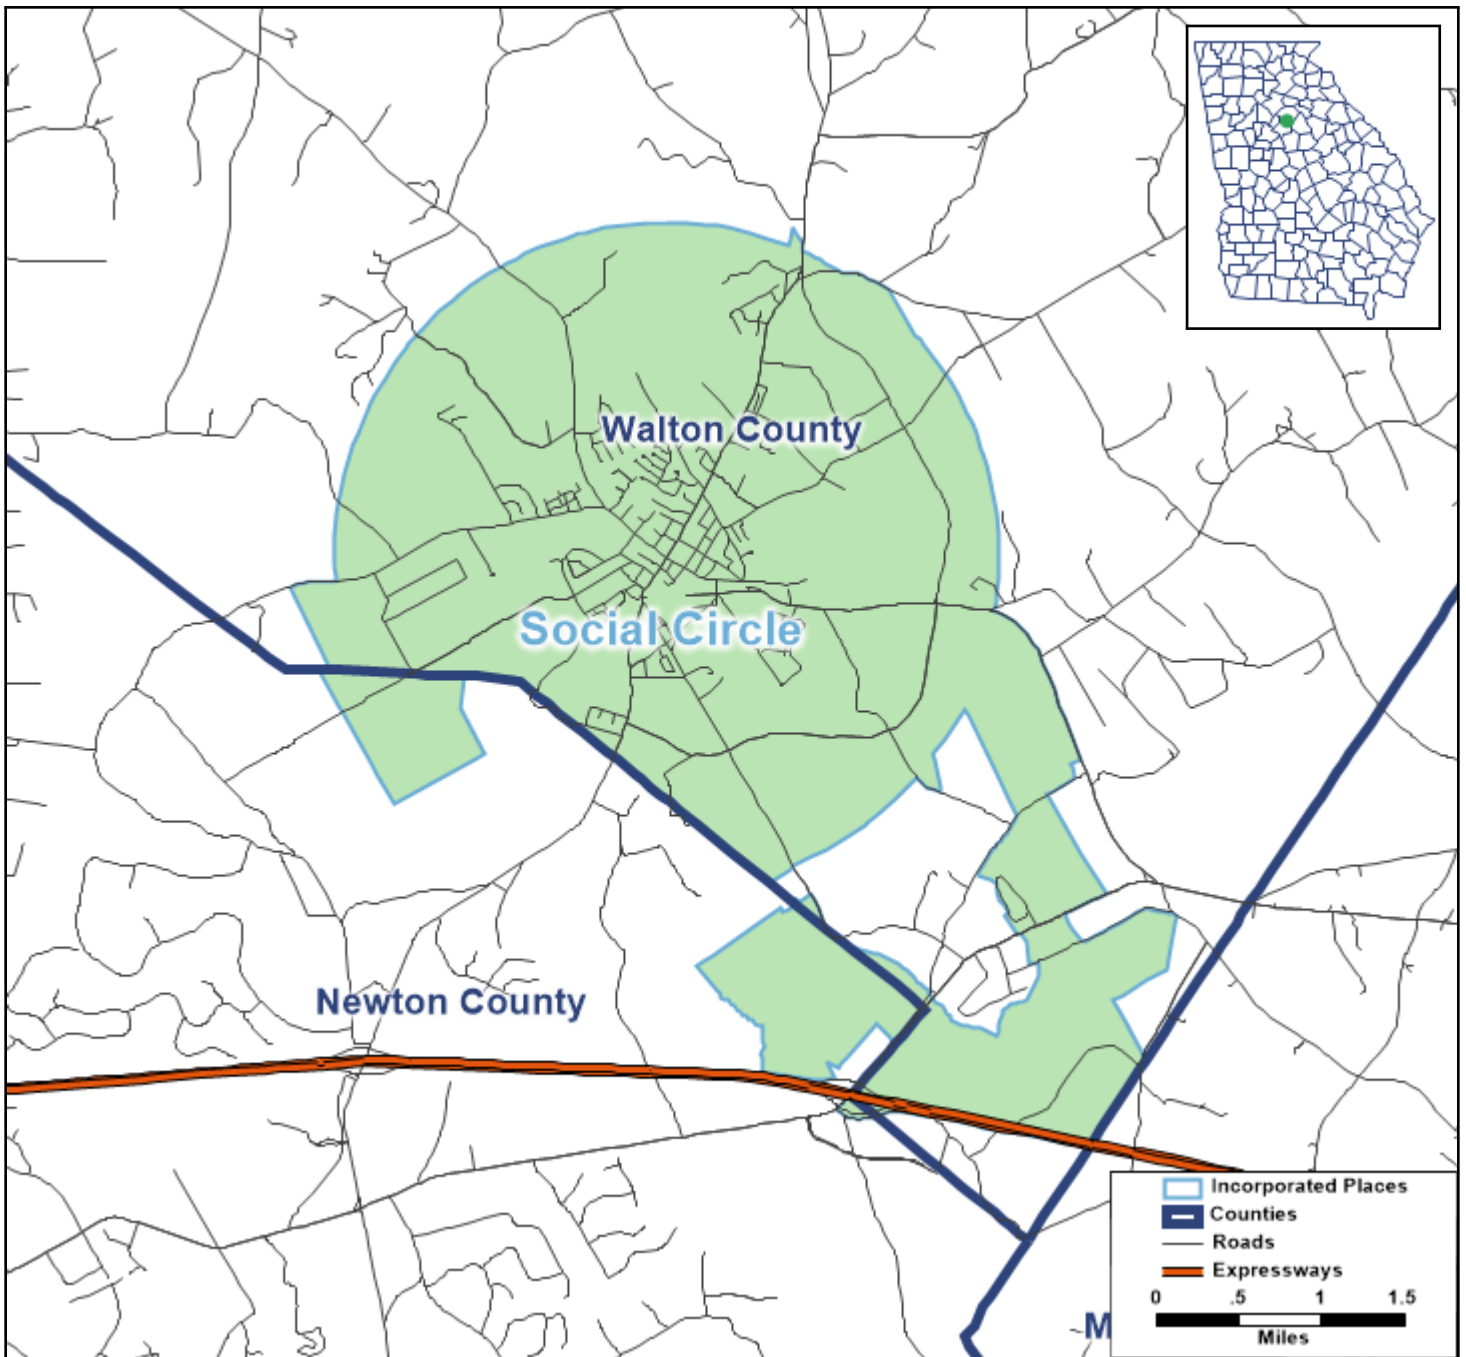 Walton County
Social Circle
Newton County
M
Incorporated Places
Counties
Roads
Expressways
0 .5 1 1.5
Miles